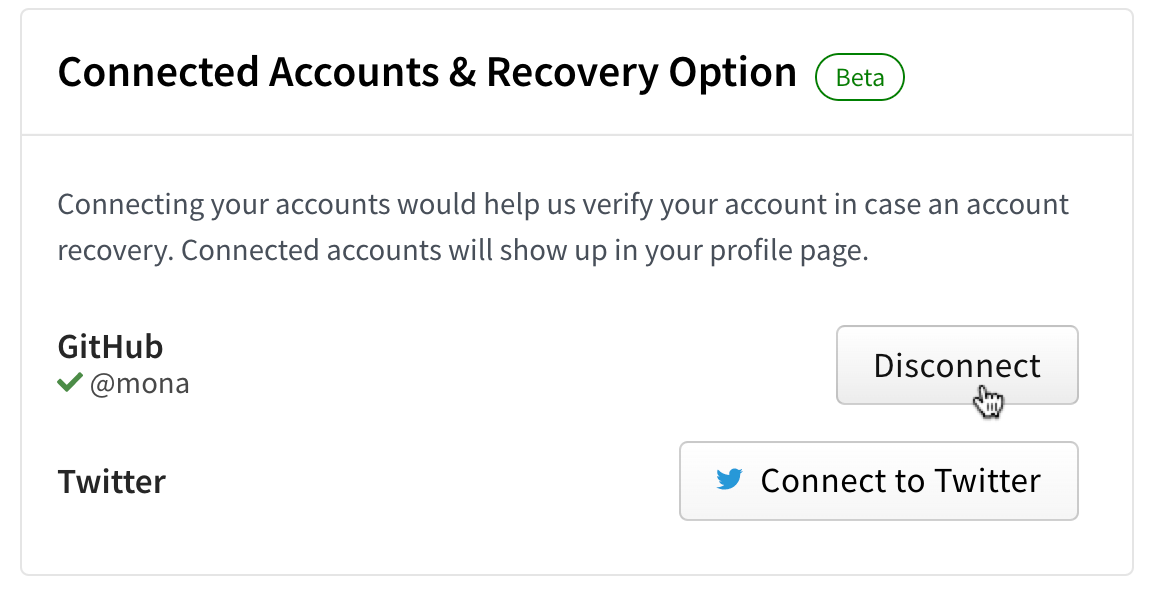 Connected Accounts & Recovery Option Beta
Connecting your accounts would help us verify your account in case an account
recovery. Connected accounts will show up in your profile page.
GitHub
@mona
Disconnect
Twitter
Connect to Twitter